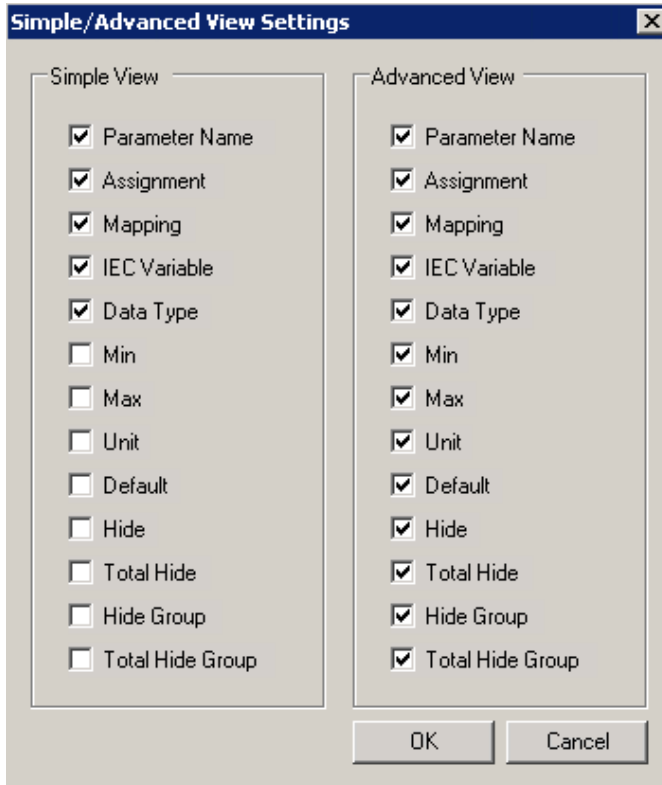 Simple/Advanced View Settings
Simple View
Parameter Name
Assignment
Mapping
IEC Variable
Data Type
Min
Max
Unit
Default
Hide
Total Hide
Hide Group
Total Hide Group
Advanced View
Parameter Name
Assignment
Mapping
IEC Variable
Data Type
Min
Max
Unit
Default
Hide
Total Hide
Hide Group
Total Hide Group
OK
Cancel